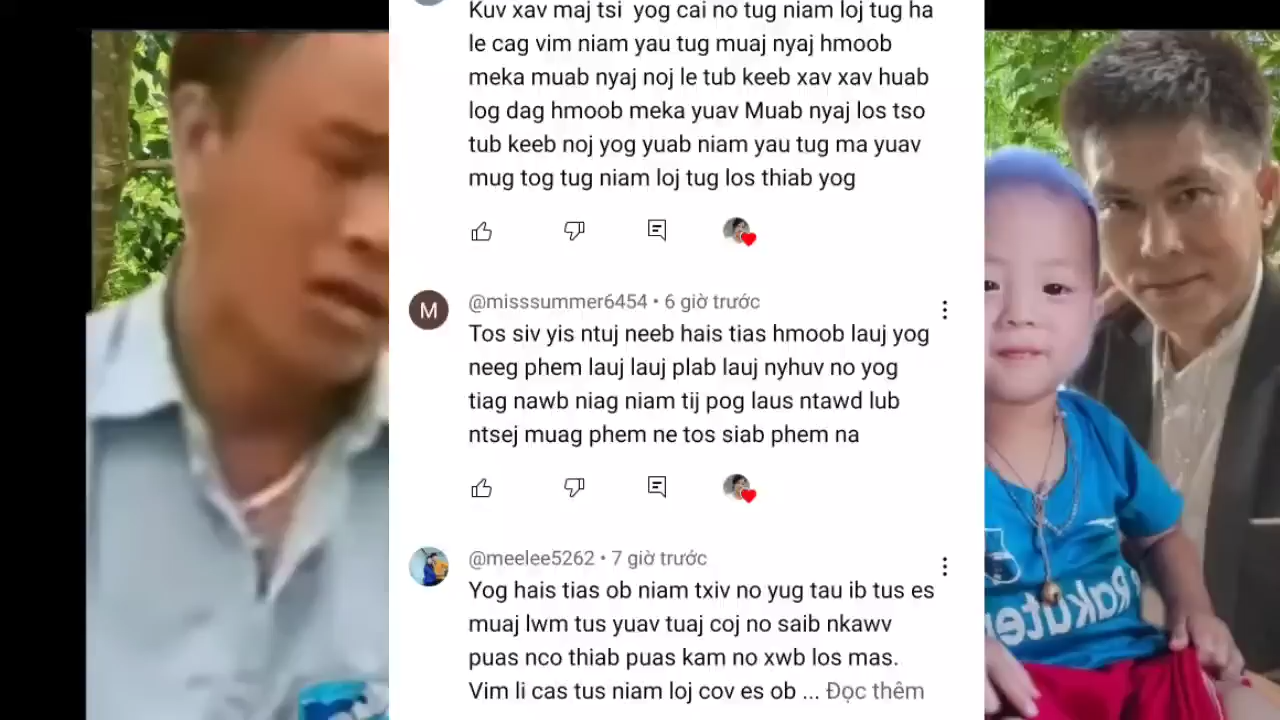 Kuv xav maj tsi yog cai no tug niam loj tug ha
le cag vim niam yau tug muaj nyaj hmoob
meka muab nyaj noj le tub keeb xav xav huab
log dag hmoob meka yuav Muab nyaj los tso
tub keeb noj yog yuab niam yau tug ma yuav
mug tog tug niam loj tug los thiab yog
M
@misssummer6454 • 6 giờ trước
Tos siv yis ntuj neeb hais tias hmoob lauj yog
neeg phem lauj lauj plab lauj nyhuv no yog
tiag nawb niag niam tij pog laus ntawd lub
ntsej muag phem ne tos siab phem na
@meelee5262 • 7 giờ trước
Yog hais tias ob niam txiv no yug tau ib tus es
muaj lwm tus yuav tuaj coj no saib nkawv
puas nco thiab puas kam no xwb los mas.
Vim li cas tus niam loj cov es ob ... Đọc thêm
Rakuten